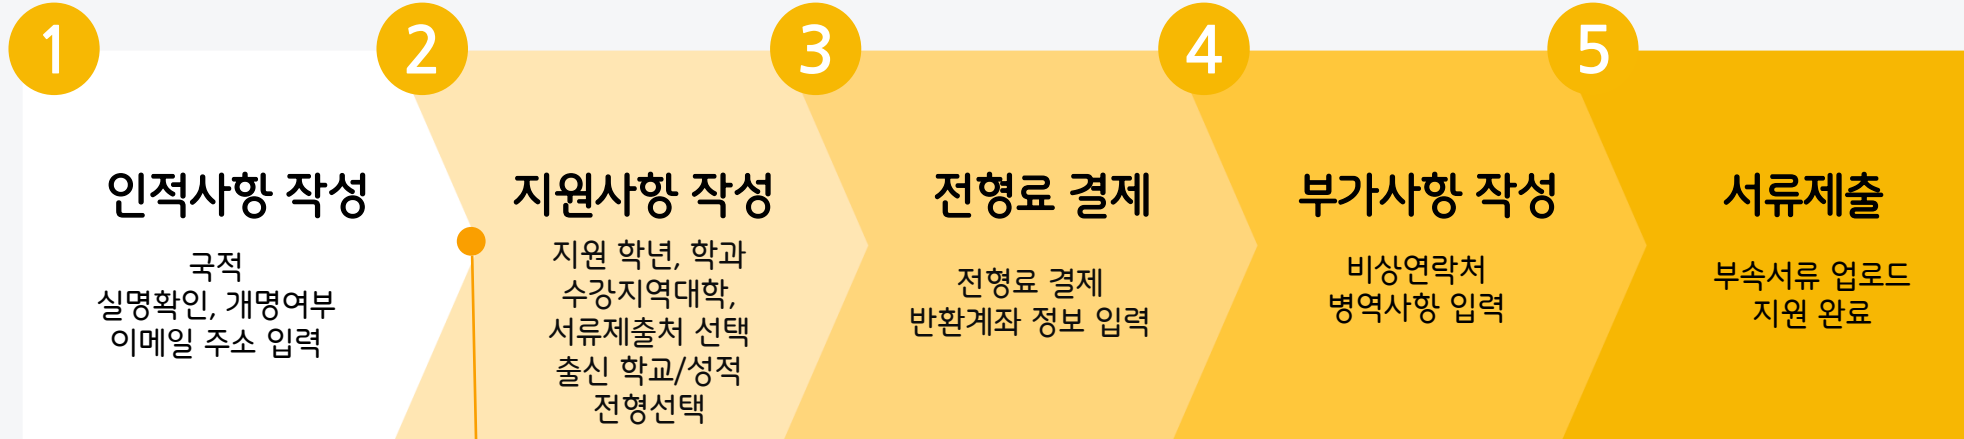 1
인적사항 작성
국적
실명확인, 개명여부
이메일 주소 입력
2
지원사항 작성
지원 학년, 학과
수강지역대학,
서류제출처 선택
출신 학교/성적
전형선택
3
전형료 결제
전형료 결제
반환계좌 정보 입력
4
부가사항 작성
비상연락처
병역사항 입력
5
서류제출
부속서류 업로드
지원 완료